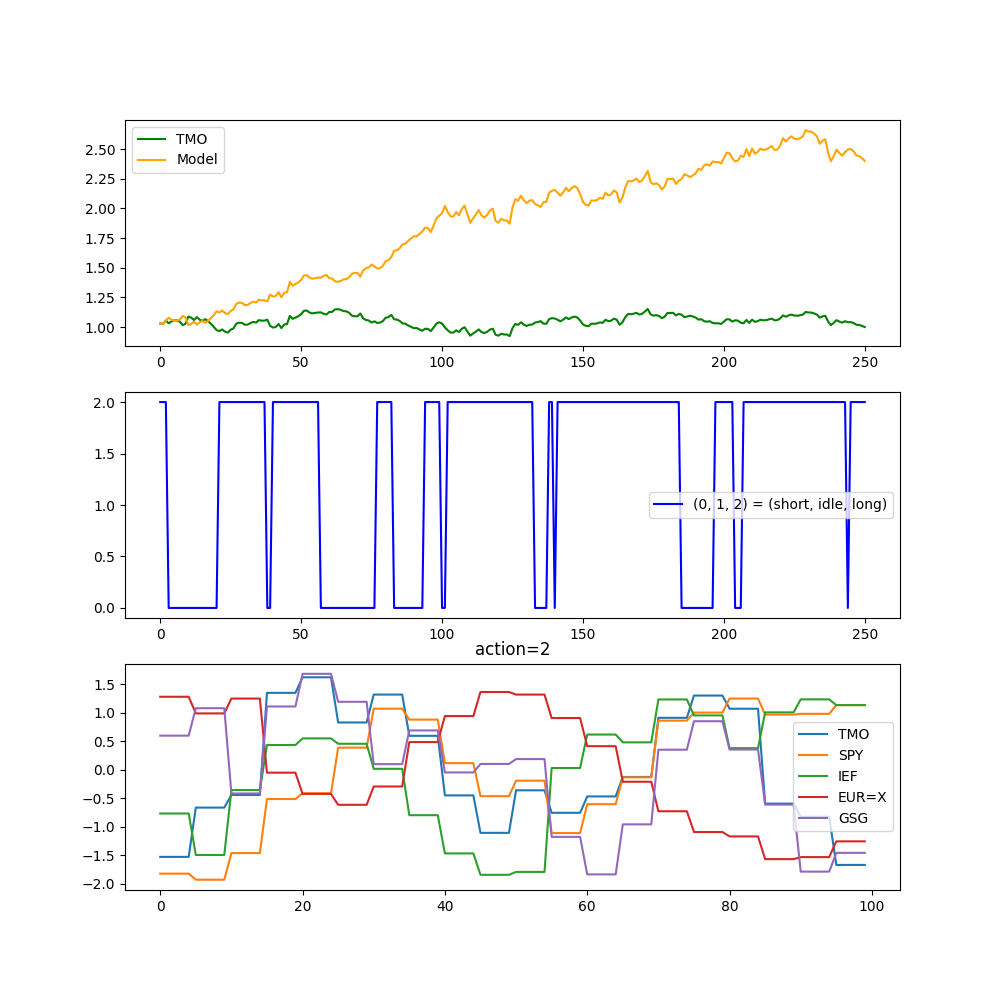 TMO
Model
2.50
2.25
2.00
1.75
1.50
1.25
1.00
0 50 100 150 200 250
2.0
1.5
1.0
0.5
0.0
(0, 1, 2) = (short, idle, long)
0 50 100 150 200 250
action=2
1.5
1.0
0.5
0.0
−0.5
−1.0
−1.5
−2.0
TMO
SPY
IEF
EUR=X
GSG
0 20 40 60 80 100